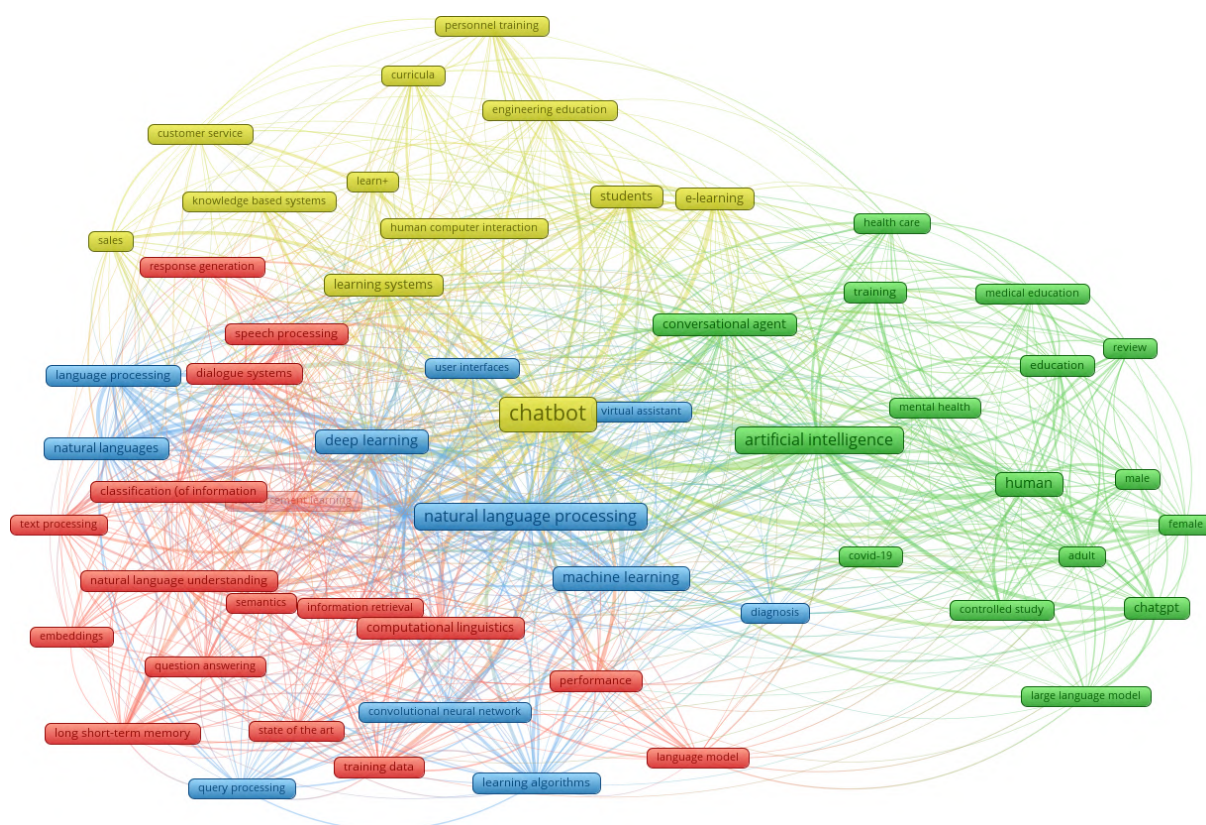 personnel training
curricula
engineering education
customer service
learn+
knowledge based systems
students
e-learning
human computer interaction
health care
sales
response generation
learning systems
training
medical education
conversational agent
speech processing
review
user interfaces
education
language processing
dialogue systems
mental health
chatbot
virtual assistant
deep learning
artificial intelligence
natural languages
human
male
classification (of information
natural language processing
text processing
female
covid-19
adult
machine learning
natural language understanding
semantics
information retrieval
diagnosis
controlled study
chatgpt
computational linguistics
embeddings
question answering
performance
large language model
convolutional neural network
long short-term memory
state of the art
language model
training data
learning algorithms
query processing